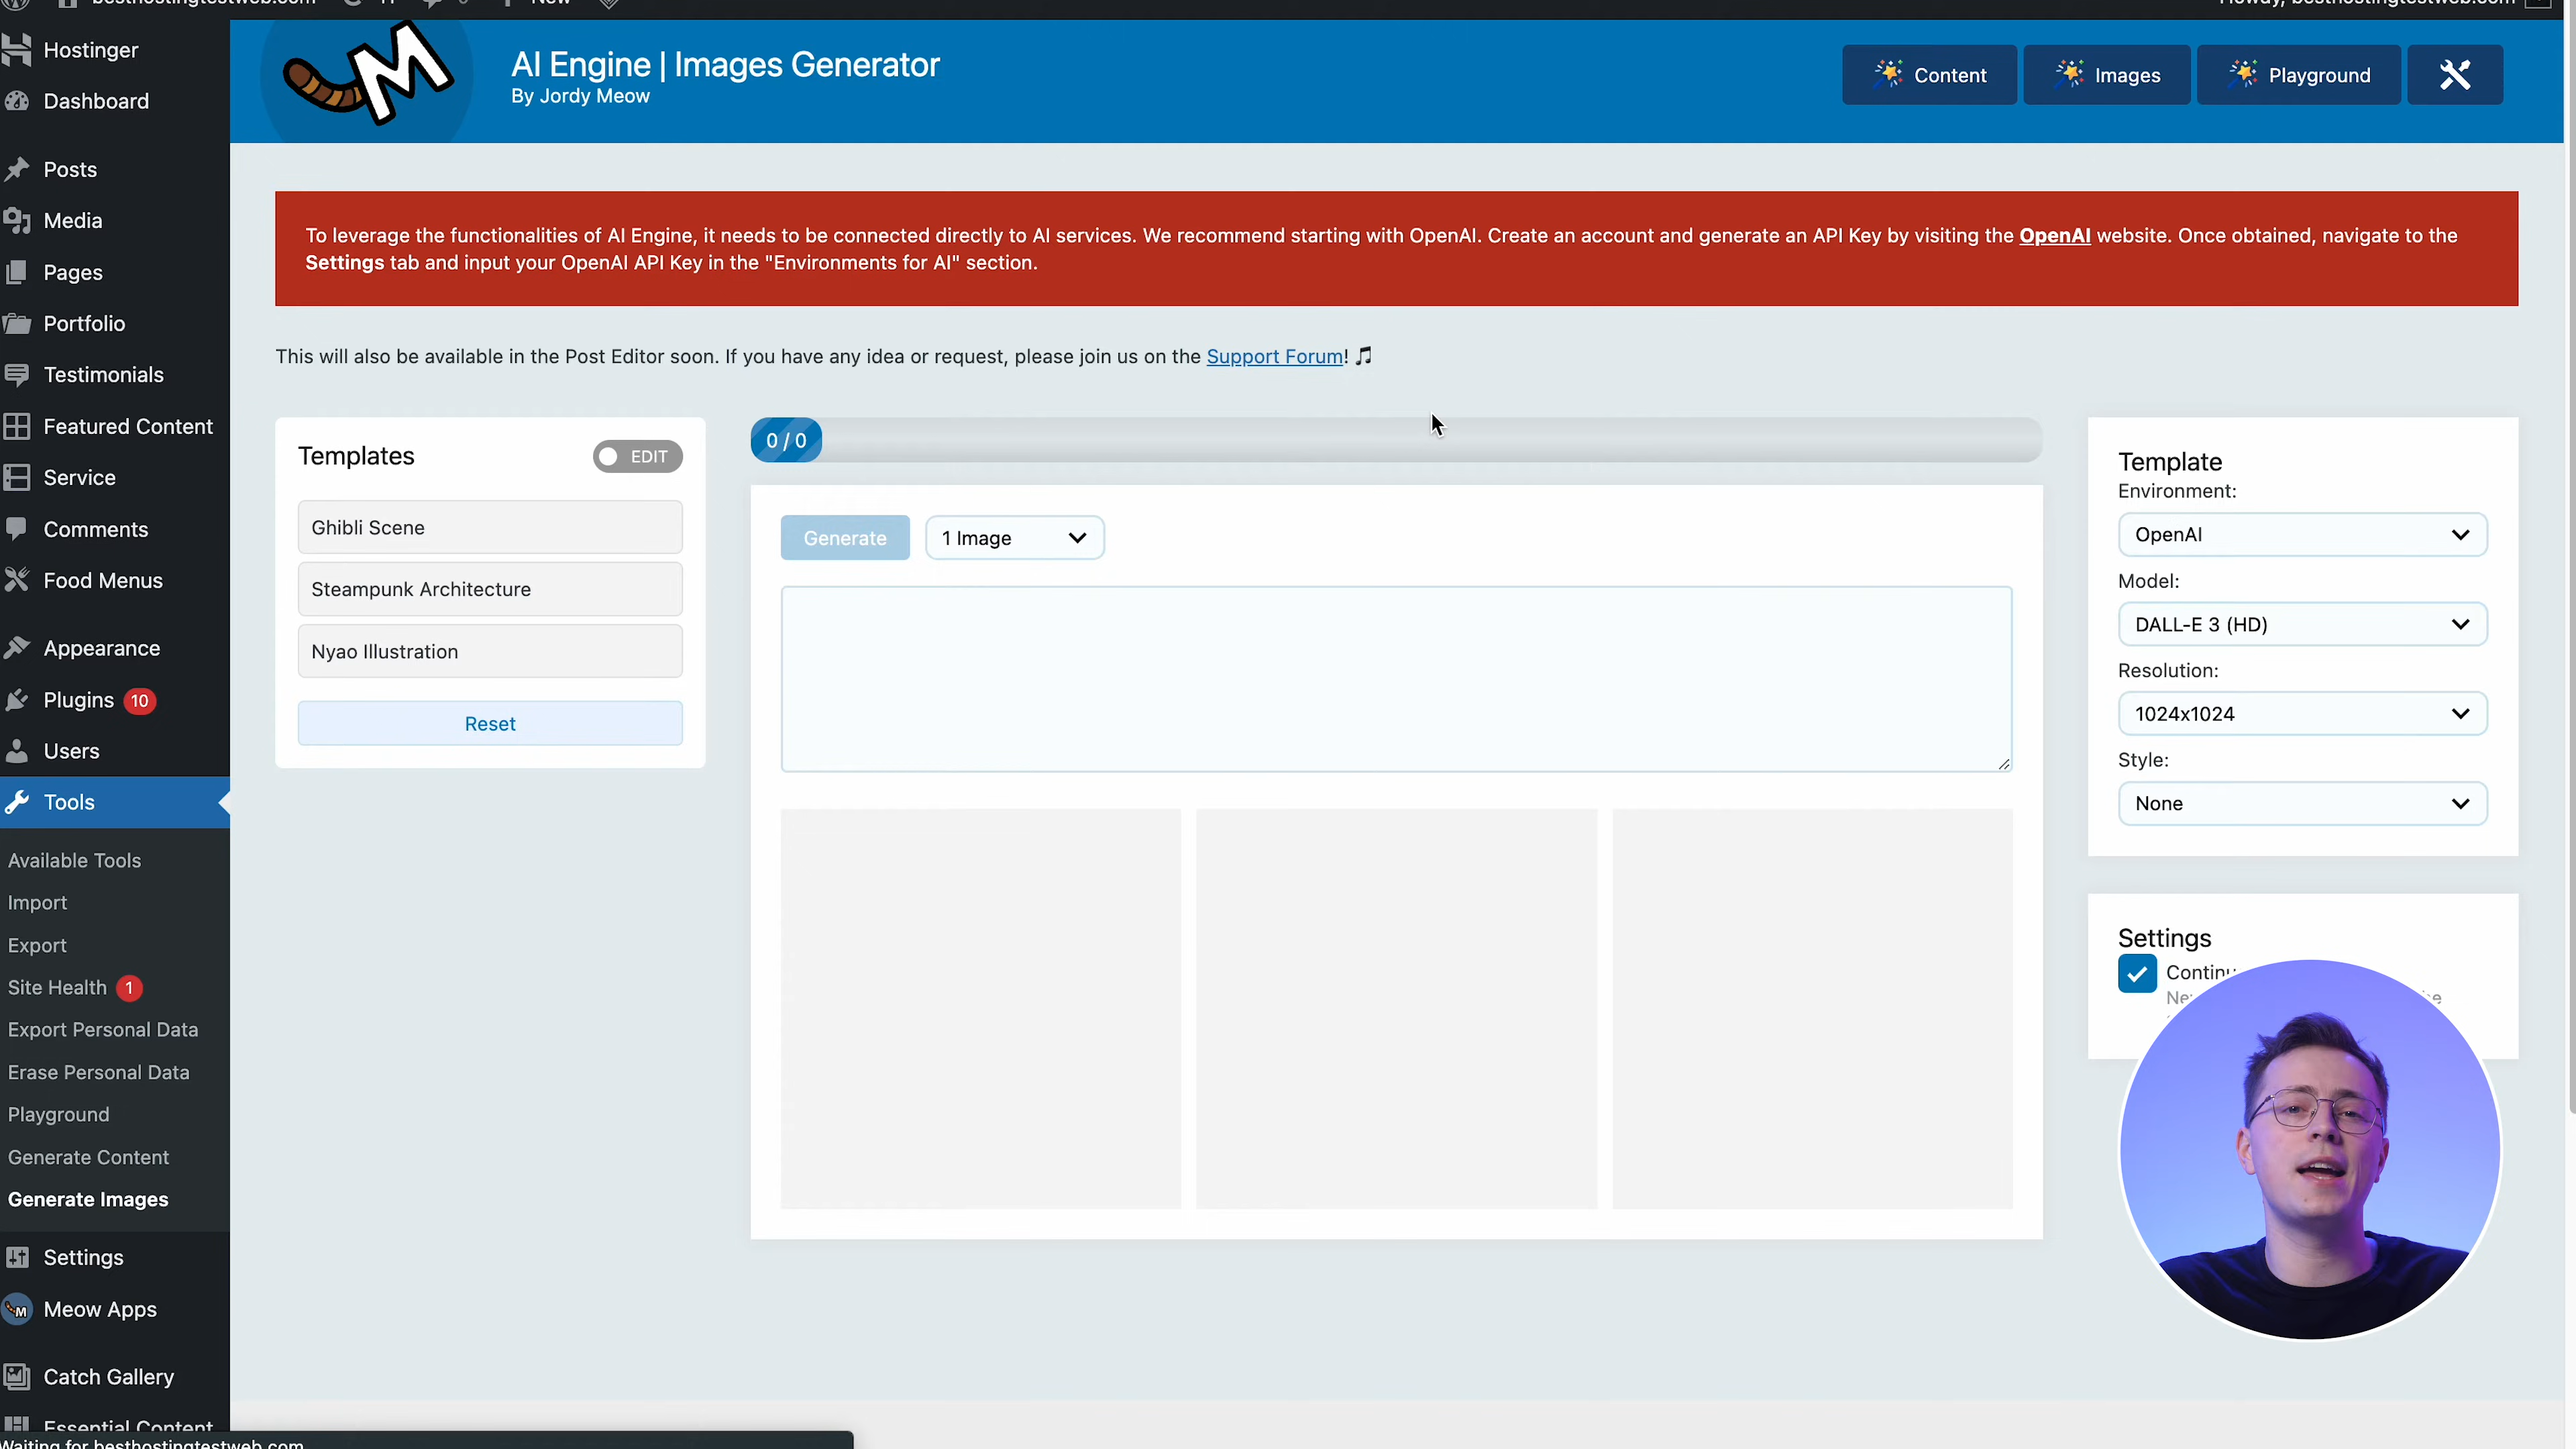 besthostingtestweb.com
New
Howdy, besthostingtestweb.com
Hostinger
Dashboard
Posts
Media
Pages
Portfolio
Testimonials
Featured Content
Service
Comments
Food Menus
Appearance
Plugins 10
Users
Tools
Available Tools
Import
Export
Site Health 1
Export Personal Data
Erase Personal Data
Playground
Generate Content
Generate Images
Settings
Meow Apps
Catch Gallery
Essential Content
Waiting for besthostingtestweb.com
M
AI Engine | Images Generator
By Jordy Meow
Content
Images
Playground
To leverage the functionalities of AI Engine, it needs to be connected directly to AI services. We recommend starting with OpenAI. Create an account and generate an API Key by visiting the OpenAI website. Once obtained, navigate to the
Settings tab and input your OpenAI API Key in the "Environments for AI" section.
This will also be available in the Post Editor soon. If you have any idea or request, please join us on the Support Forum! 🎵
Templates
EDIT
Ghibli Scene
Steampunk Architecture
Nyao Illustration
Reset
0 / 0
Generate
1 Image
Template
Environment:
OpenAI
Model:
DALL-E 3 (HD)
Resolution:
1024x1024
Style:
None
Settings